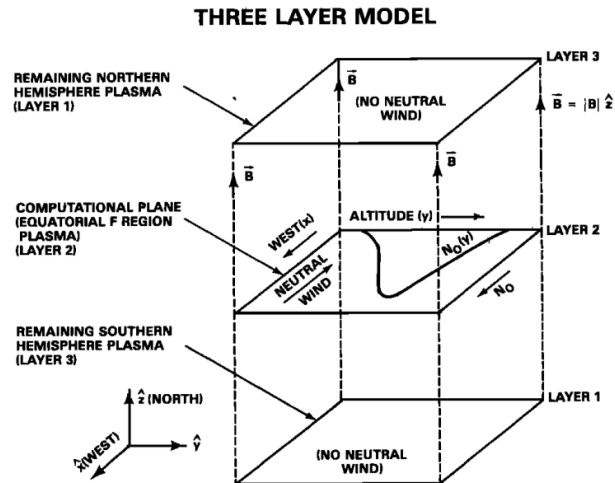 THREE LAYER MODEL
LAYER 3
REMAINING NORTHERN
HEMISPHERE PLASMA
(LAYER 1)
B
(NO NEUTRAL
WIND)
B = |B| ẑ
B
B
COMPUTATIONAL PLANE
(EQUATORIAL F REGION
PLASMA)
(LAYER 2)
ALTITUDE (y)
WEST(x)
LAYER 2
N₀(y)
NEUTRAL
WIND
N₀
REMAINING SOUTHERN
HEMISPHERE PLASMA
(LAYER 3)
LAYER 1
ẑ (NORTH)
ŷ
x̂(WEST)
(NO NEUTRAL
WIND)